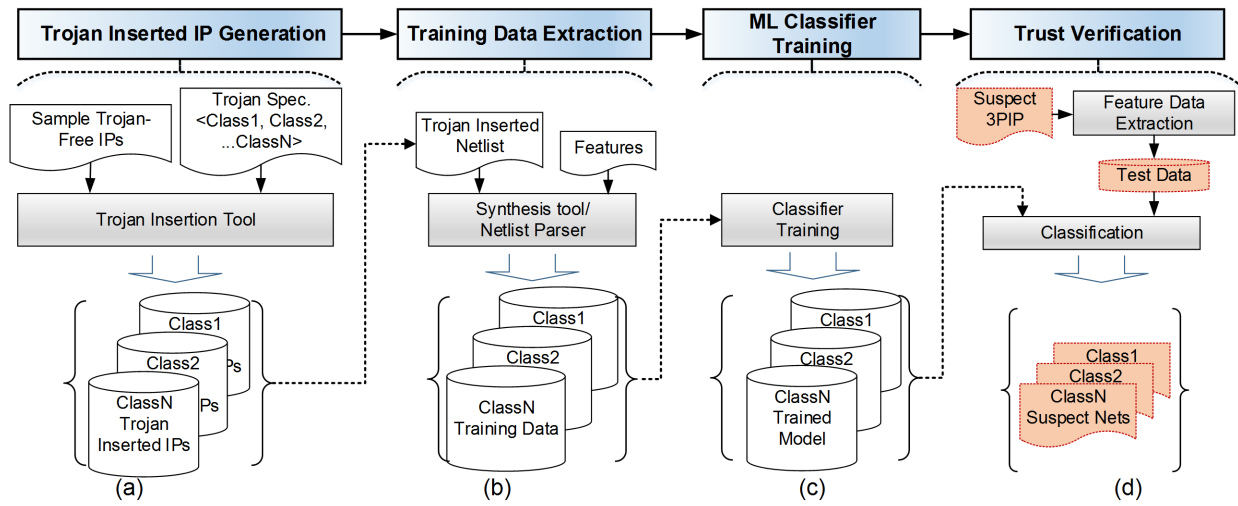 Trojan Inserted IP Generation
Training Data Extraction
ML Classifier
Training
Trust Verification
Sample Trojan-
Free IPs
Trojan Spec.
<Class1, Class2,
...ClassN>
Trojan Insertion Tool
Class1
Ps
Class2
Ps
ClassN
Trojan
Inserted IPs
(a)
Trojan Inserted
Netlist
Features
Synthesis tool/
Netlist Parser
Class1
Class2
ClassN
Training Data
(b)
Classifier
Training
Class1
Class2
ClassN
Trained
Model
(c)
Suspect
3PIP
Feature Data
Extraction
Test Data
Classification
Class1
Class2
ClassN
Suspect Nets
(d)